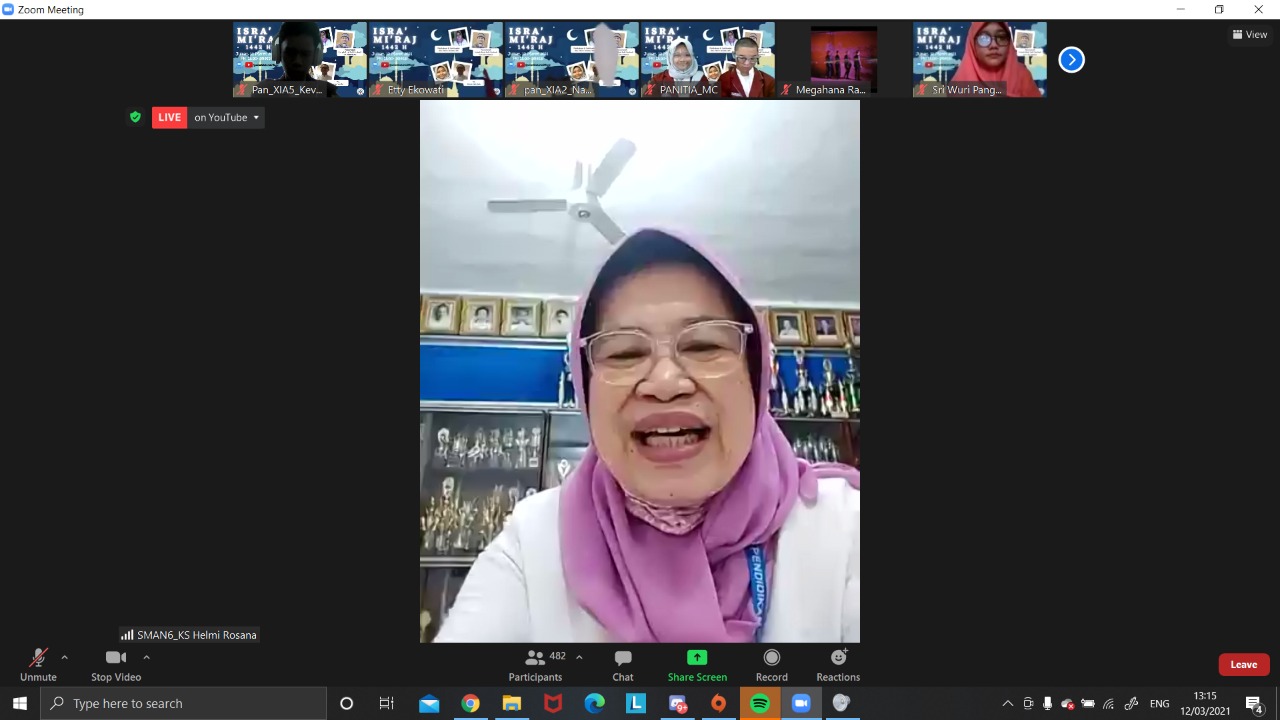 Zoom Meeting
ISRA'
MI'RAJ
1442 H
ISRA'
MI'RAJ
1442 H
ISRA'
MI'RAJ
1442 H
MI'RAJ
ISRA'
MI'RAJ
1442 H
View
Pan_XIA5_Kev...
Etty Ekowati
pan_XIA2_Na...
PANITIA_MC
Megahana Ra...
Sri Wuri Pang...
LIVE on YouTube
PENDIDIKAN
SMAN6_KS Helmi Rosana
482
Unmute
Stop Video
Participants
Chat
Share Screen
Record
Reactions
Leave
Type here to search
L
9+
ENG
13:15
12/03/2021
4